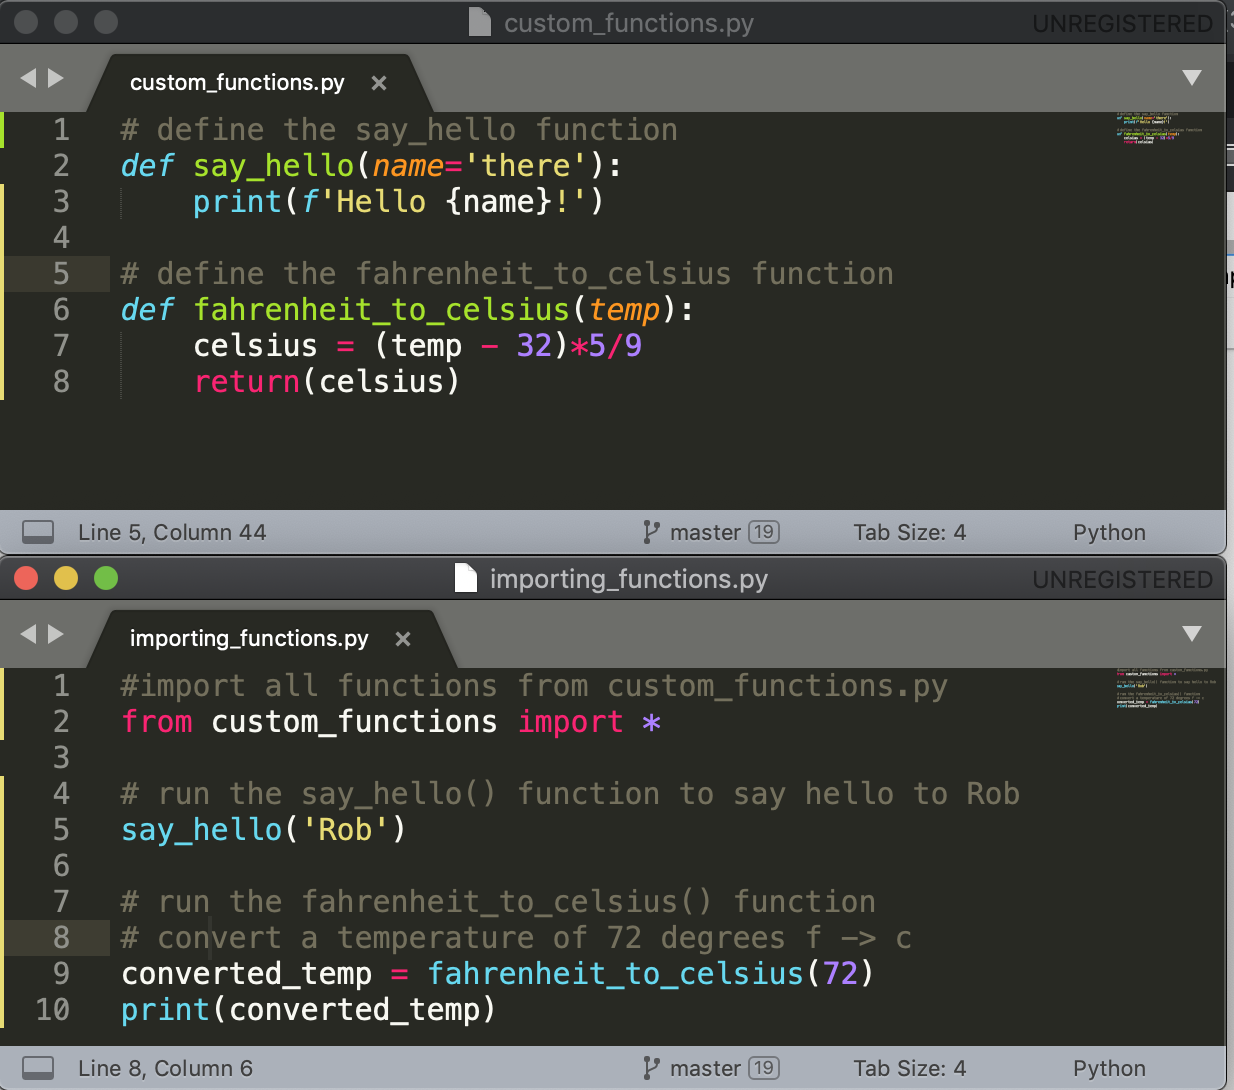 custom_functions.py
UNREGISTERED
custom_functions.py ×
1 # define the say_hello function
2 def say_hello(name='there'):
3     print(f'Hello {name}!')
4
5 # define the fahrenheit_to_celsius function
6 def fahrenheit_to_celsius(temp):
7     celsius = (temp - 32)*5/9
8     return(celsius)
Line 5, Column 44 master 19 Tab Size: 4 Python
importing_functions.py
UNREGISTERED
importing_functions.py ×
1 #import all functions from custom_functions.py
2 from custom_functions import *
3
4 # run the say_hello() function to say hello to Rob
5 say_hello('Rob')
6
7 # run the fahrenheit_to_celsius() function
8 # convert a temperature of 72 degrees f -> c
9 converted_temp = fahrenheit_to_celsius(72)
10 print(converted_temp)
Line 8, Column 6 master 19 Tab Size: 4 Python